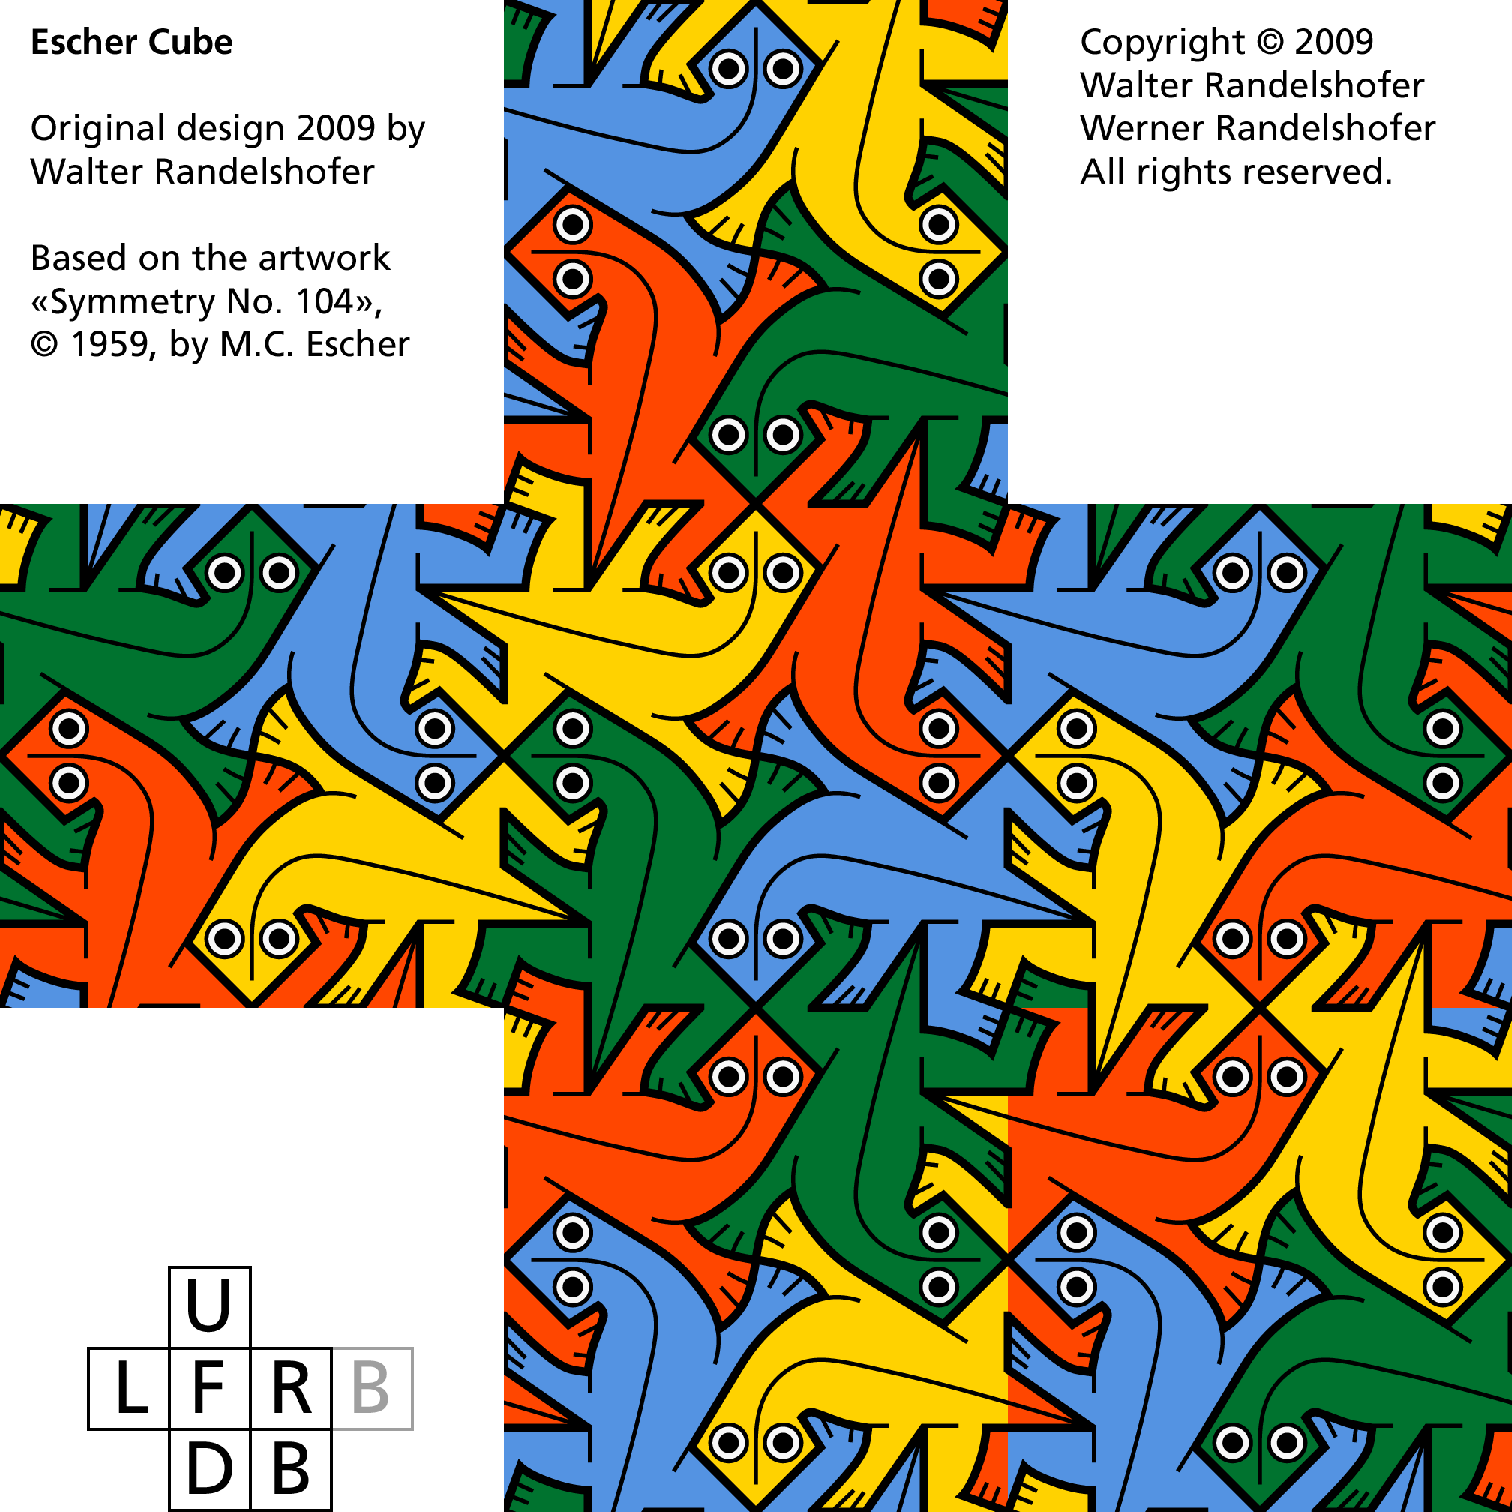 Escher Cube
Original design 2009 by
Walter Randelshofer
Based on the artwork
«Symmetry No. 104»,
© 1959, by M.C. Escher
Copyright © 2009
Walter Randelshofer
Werner Randelshofer
All rights reserved.
U
L F R B
D B